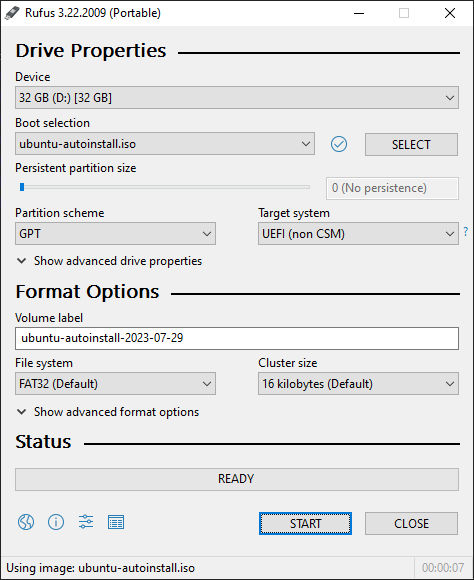 Rufus 3.22.2009 (Portable)
Drive Properties
Device
32 GB (D:) [32 GB]
Boot selection
ubuntu-autoinstall.iso
SELECT
Persistent partition size
0 (No persistence)
Partition scheme
Target system
GPT
UEFI (non CSM)
?
Show advanced drive properties
Format Options
Volume label
ubuntu-autoinstall-2023-07-29
File system
Cluster size
FAT32 (Default)
16 kilobytes (Default)
Show advanced format options
Status
READY
START
CLOSE
Using image: ubuntu-autoinstall.iso
00:00:07